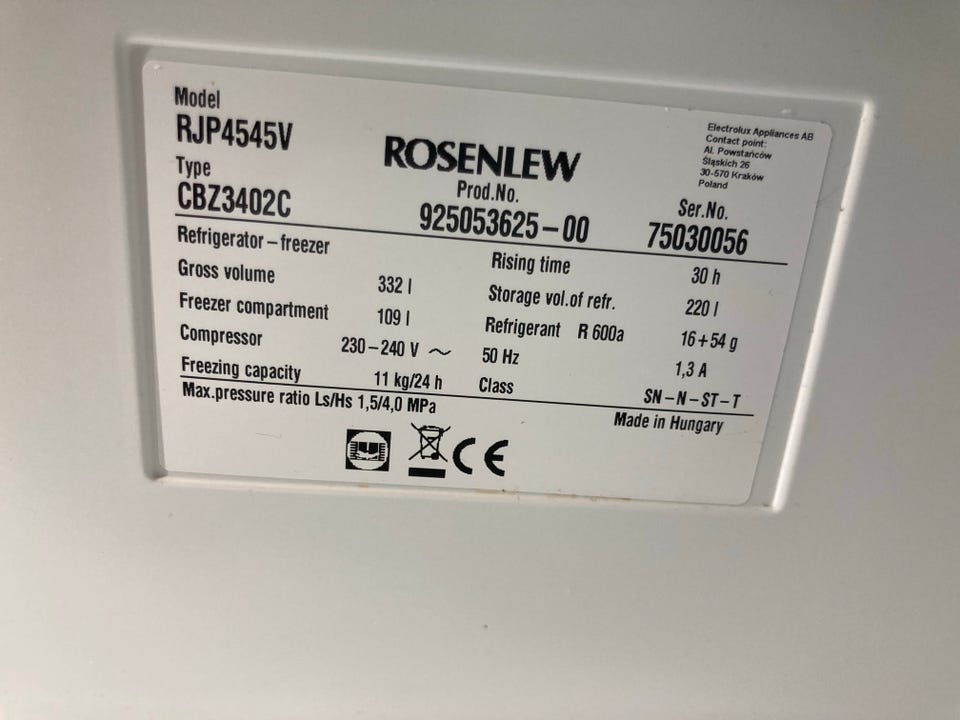 Model
RJP4545V
Type
CBZ3402C
ROSENLEW
Prod.No.
925053625-00
Electrolux Appliances AB
Contact point:
Al. Powstańców
Śląskich 26
30-570 Kraków
Poland
Ser.No.
75030056
Refrigerator-freezer
Gross volume 332 l
Freezer compartment 109 l
Compressor 230-240 V ~
Freezing capacity 11 kg/24 h
Rising time 30 h
Storage vol.of refr. 220 l
Refrigerant R 600a 16+54 g
50 Hz 1,3 A
Class SN-N-ST-T
Max.pressure ratio Ls/Hs 1,5/4,0 MPa
Made in Hungary
CE